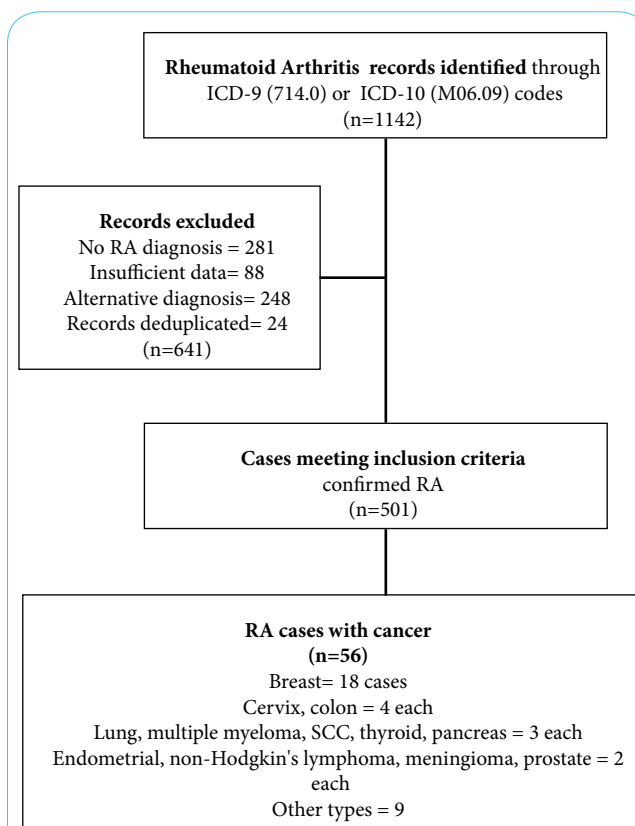 Rheumatoid Arthritis records identified through
ICD-9 (714.0) or ICD-10 (M06.09) codes
(n=1142)
Records excluded
No RA diagnosis = 281
Insufficient data= 88
Alternative diagnosis= 248
Records deduplicated= 24
(n=641)
Cases meeting inclusion criteria
confirmed RA
(n=501)
RA cases with cancer
(n=56)
Breast= 18 cases
Cervix, colon = 4 each
Lung, multiple myeloma, SCC, thyroid, pancreas = 3 each
Endometrial, non-Hodgkin's lymphoma, meningioma, prostate = 2
each
Other types = 9